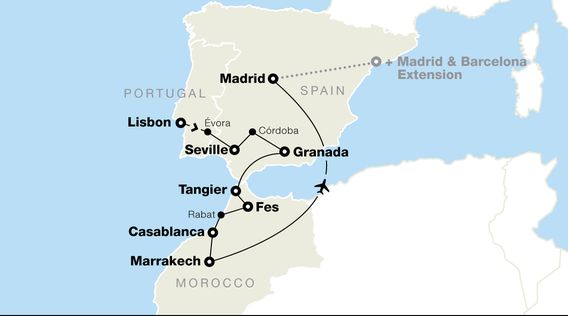 + Madrid & Barcelona
Extension
Madrid
SPAIN
PORTUGAL
Lisbon
Évora
Córdoba
Seville
Granada
Tangier
Fes
Rabat
Casablanca
Marrakech
MOROCCO